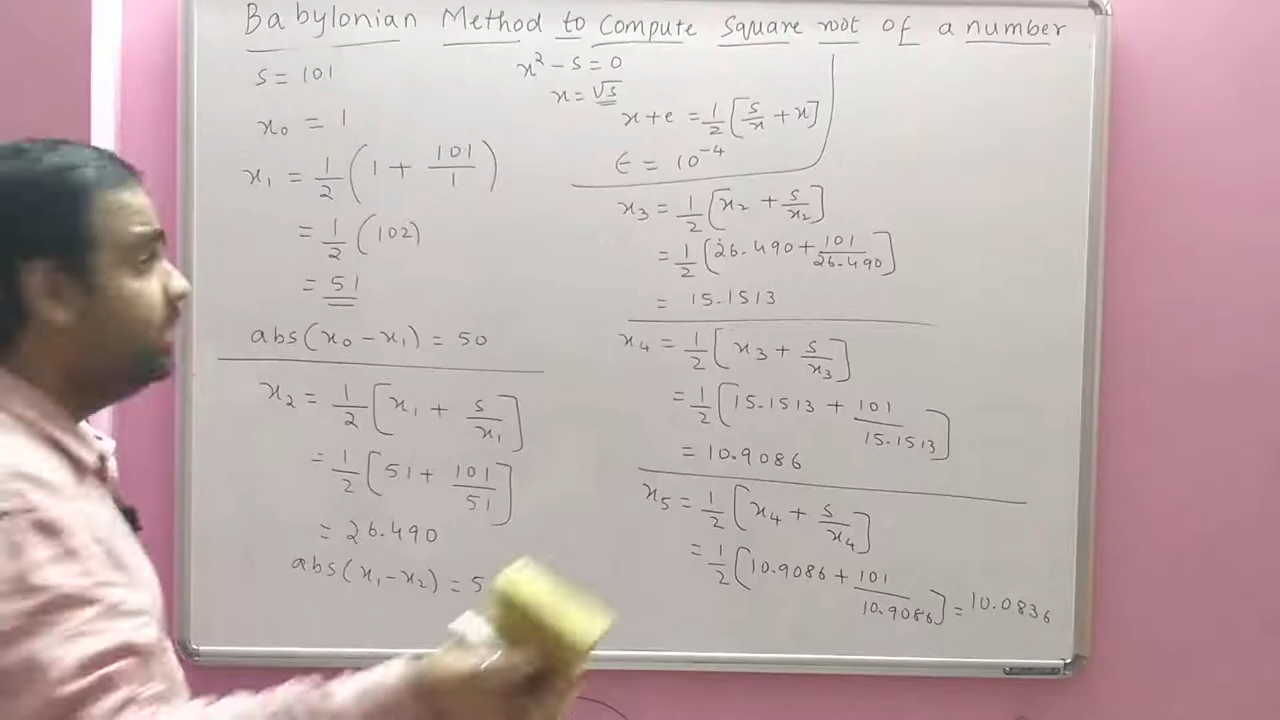 Babylonian Method to Compute Square root of a number
S = 101
x₀ = 1
x₁ = 1/2 (1 + 101/1)
= 1/2 (102)
= 51
abs(x₀ - x₁) = 50
x₂ = 1/2 [x₁ + S/x₁]
= 1/2 [51 + 101/51]
= 26.490
abs(x₁ - x₂) = 5
x² - S = 0
x = √S
x + e = 1/2 [S/x + x]
ϵ = 10⁻⁴
x₃ = 1/2 [x₂ + S/x₂]
= 1/2 [26.490 + 101/26.490]
= 15.1513
x₄ = 1/2 [x₃ + S/x₃]
= 1/2 [15.1513 + 101/15.1513]
= 10.9086
x₅ = 1/2 [x₄ + S/x₄]
= 1/2 [10.9086 + 101/10.9086] = 10.0836